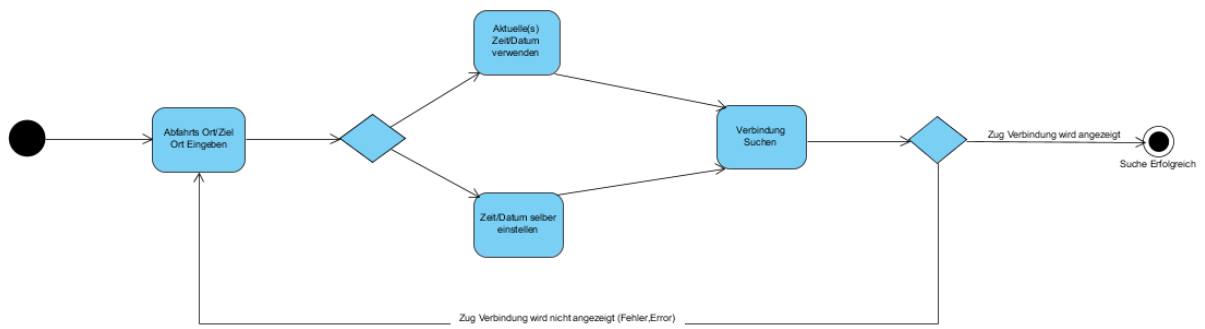 Aktuelle(s)
Zeit/Datum
verwenden
Abfahrts Ort/Ziel
Ort Eingeben
Verbindung
Suchen
Zug Verbindung wird angezeigt
Suche Erfolgreich
Zeit/Datum selber
einstellen
Zug Verbindung wird nicht angezeigt (Fehler,Error)